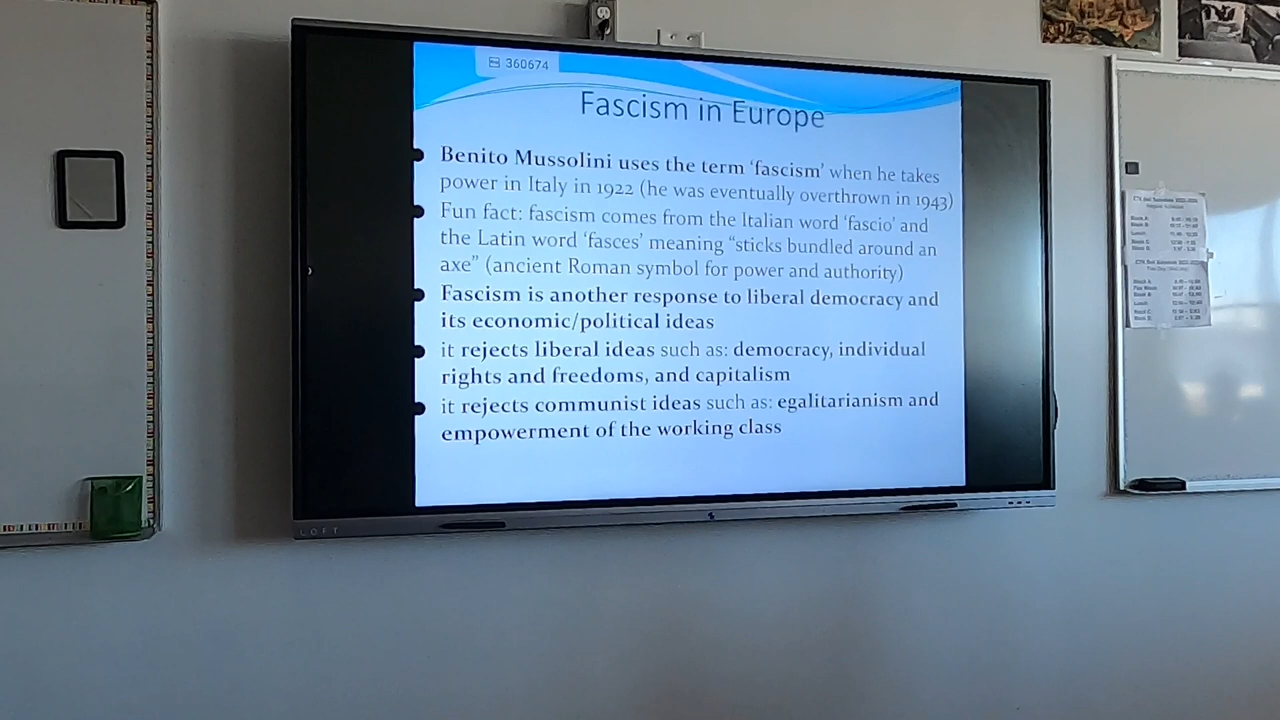 360674
Fascism in Europe
Benito Mussolini uses the term ‘fascism’ when he takes
power in Italy in 1922 (he was eventually overthrown in 1943)
Fun fact: fascism comes from the Italian word ‘fascio’ and
the Latin word ‘fasces’ meaning “sticks bundled around an
axe” (ancient Roman symbol for power and authority)
Fascism is another response to liberal democracy and
its economic/political ideas
it rejects liberal ideas such as: democracy, individual
rights and freedoms, and capitalism
it rejects communist ideas such as: egalitarianism and
empowerment of the working class
LOFT